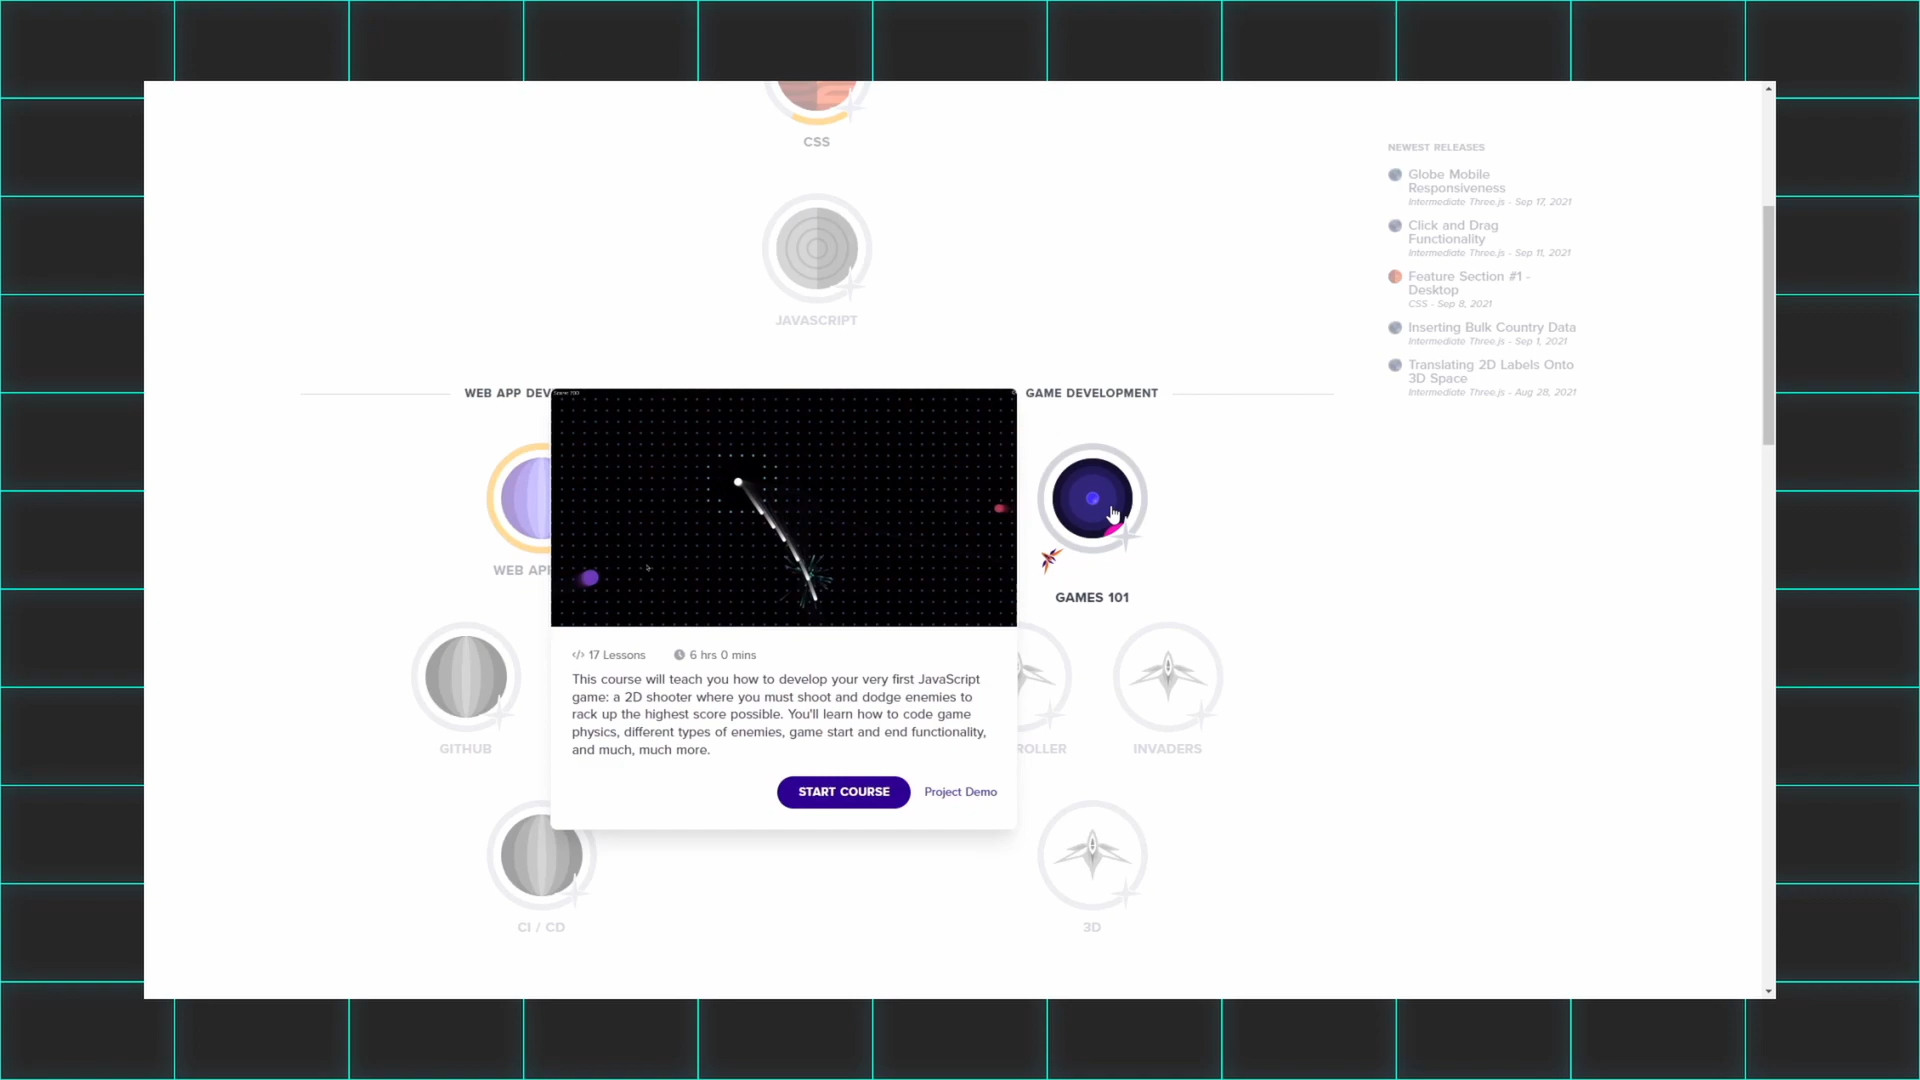 CSS
JAVASCRIPT
NEWEST RELEASES
Globe Mobile
Responsiveness
Intermediate Three.js - Sep 17, 2021
Click and Drag
Functionality
Intermediate Three.js - Sep 11, 2021
Feature Section #1 -
Desktop
CSS - Sep 8, 2021
Inserting Bulk Country Data
Intermediate Three.js - Sep 1, 2021
Translating 2D Labels Onto
3D Space
Intermediate Three.js - Aug 28, 2021
WEB APP DEV
GAME DEVELOPMENT
WEB APP
GAMES 101
17 Lessons
6 hrs 0 mins
This course will teach you how to develop your very first JavaScript
game: a 2D shooter where you must shoot and dodge enemies to
rack up the highest score possible. You'll learn how to code game
physics, different types of enemies, game start and end functionality,
and much, much more.
START COURSE
Project Demo
GITHUB
ROLLER
INVADERS
CI / CD
3D